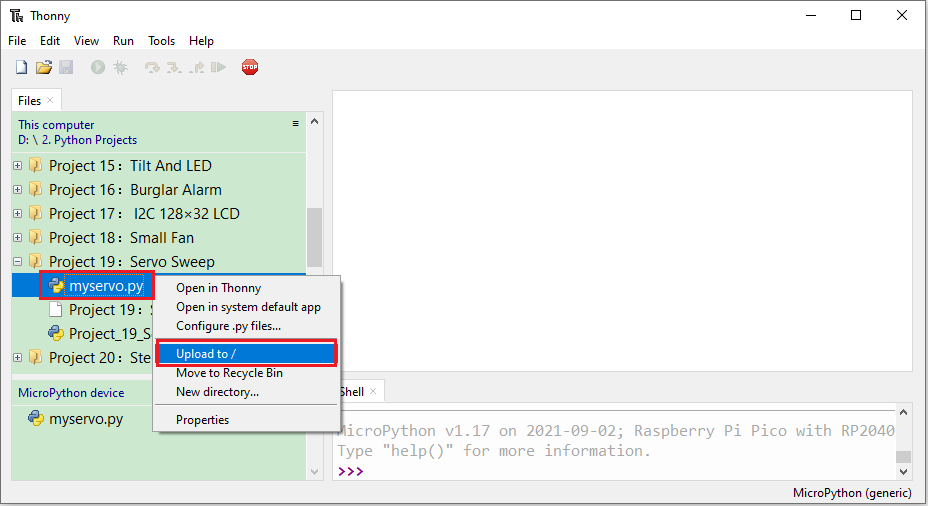 Thonny
File Edit View Run Tools Help
STOP
Files
This computer
D: \ 2. Python Projects
Project 15：Tilt And LED
Project 16：Burglar Alarm
Project 17： I2C 128×32 LCD
Project 18：Small Fan
Project 19：Servo Sweep
myservo.py
Project 19：
Project_19_S
Project 20：Ste
Open in Thonny
Open in system default app
Configure .py files...
Upload to /
Move to Recycle Bin
New directory...
Properties
MicroPython device
myservo.py
Shell
MicroPython v1.17 on 2021-09-02; Raspberry Pi Pico with RP2040
Type "help()" for more information.
>>>
MicroPython (generic)